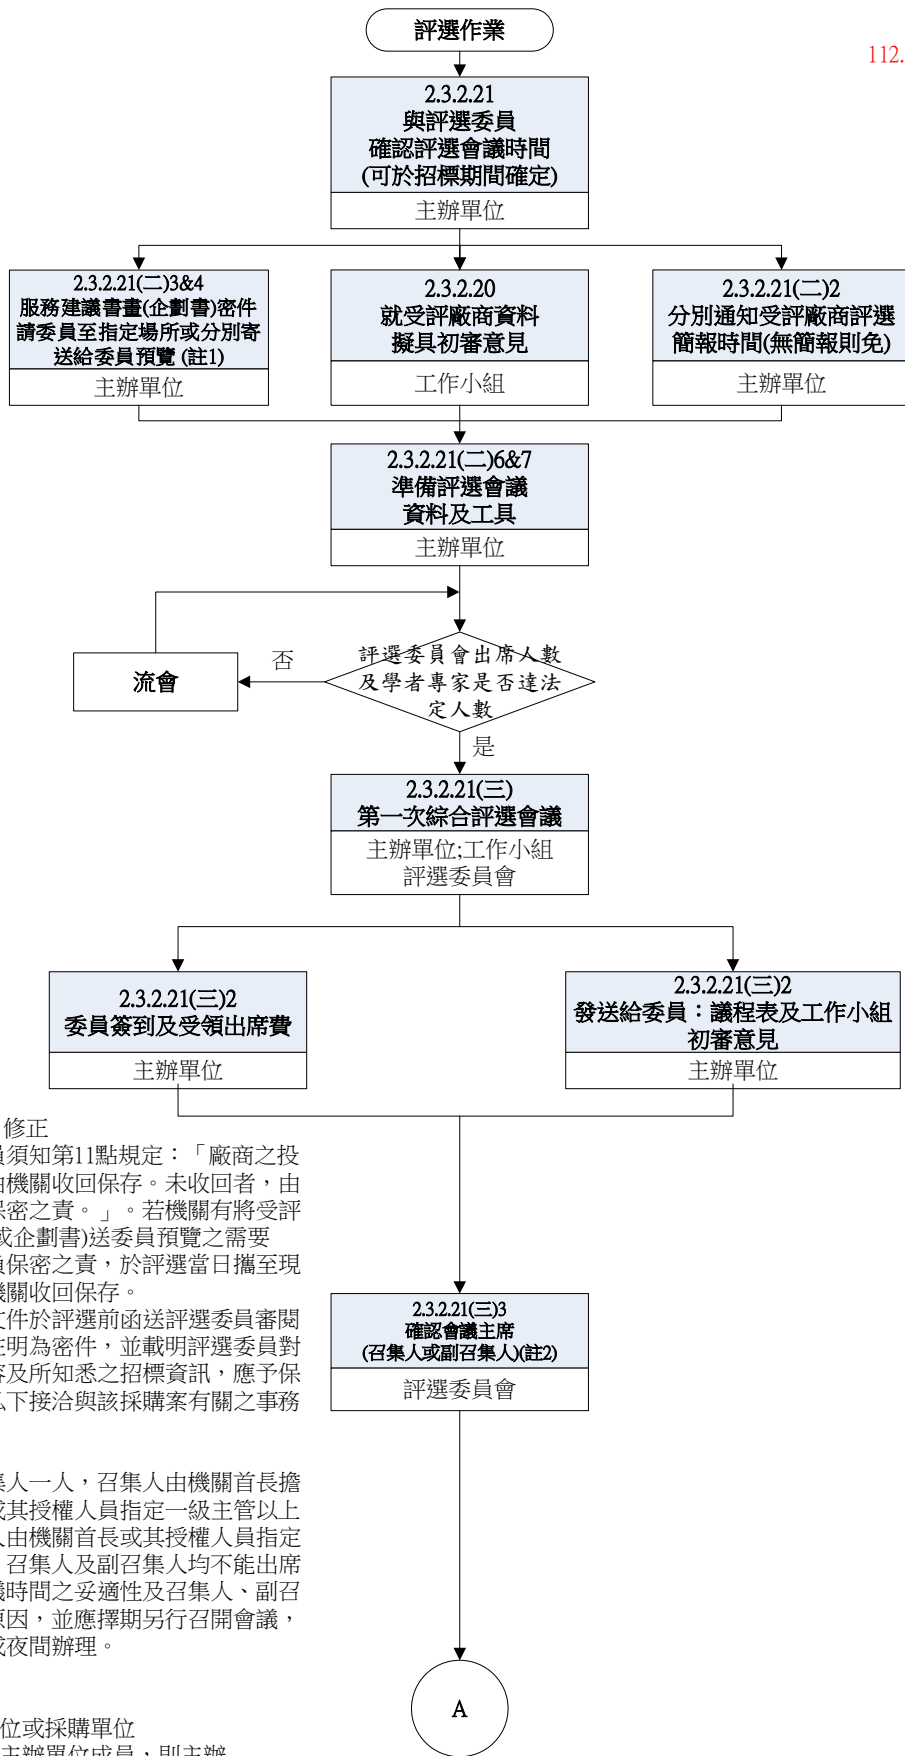 評選作業
112.
2.3.2.21
與評選委員
確認評選會議時間
(可於招標期間確定)
主辦單位
2.3.2.21(二)3&4
服務建議書畫(企劃書)密件
請委員至指定場所或分別寄
送給委員預覽 (註1)
主辦單位
2.3.2.20
就受評廠商資料
擬具初審意見
工作小組
2.3.2.21(二)2
分別通知受評廠商評選
簡報時間(無簡報則免)
主辦單位
2.3.2.21(二)6&7
準備評選會議
資料及工具
主辦單位
評選委員會出席人數
及學者專家是否達法
定人數
否
流會
是
2.3.2.21(三)
第一次綜合評選會議
主辦單位;工作小組
評選委員會
2.3.2.21(三)2
委員簽到及受領出席費
主辦單位
2.3.2.21(三)2
發送給委員：議程表及工作小組
初審意見
主辦單位
修正
員須知第11點規定：「廠商之投
由機關收回保存。未收回者，由
保密之責。」。若機關有將受評
或企劃書)送委員預覽之需要
負保密之責，於評選當日攜至現
機關收回保存。
文件於評選前函送評選委員審閱
註明為密件，並載明評選委員對
容及所知悉之招標資訊，應予保
私下接洽與該採購案有關之事務
2.3.2.21(三)3
確認會議主席
(召集人或副召集人)(註2)
評選委員會
集人一人，召集人由機關首長擔
或其授權人員指定一級主管以上
人由機關首長或其授權人員指定
，召集人及副召集人均不能出席
議時間之妥適性及召集人、副召
原因，並應擇期另行召開會議，
或夜間辦理。
A
位或採購單位
主辦單位成員，則主辦